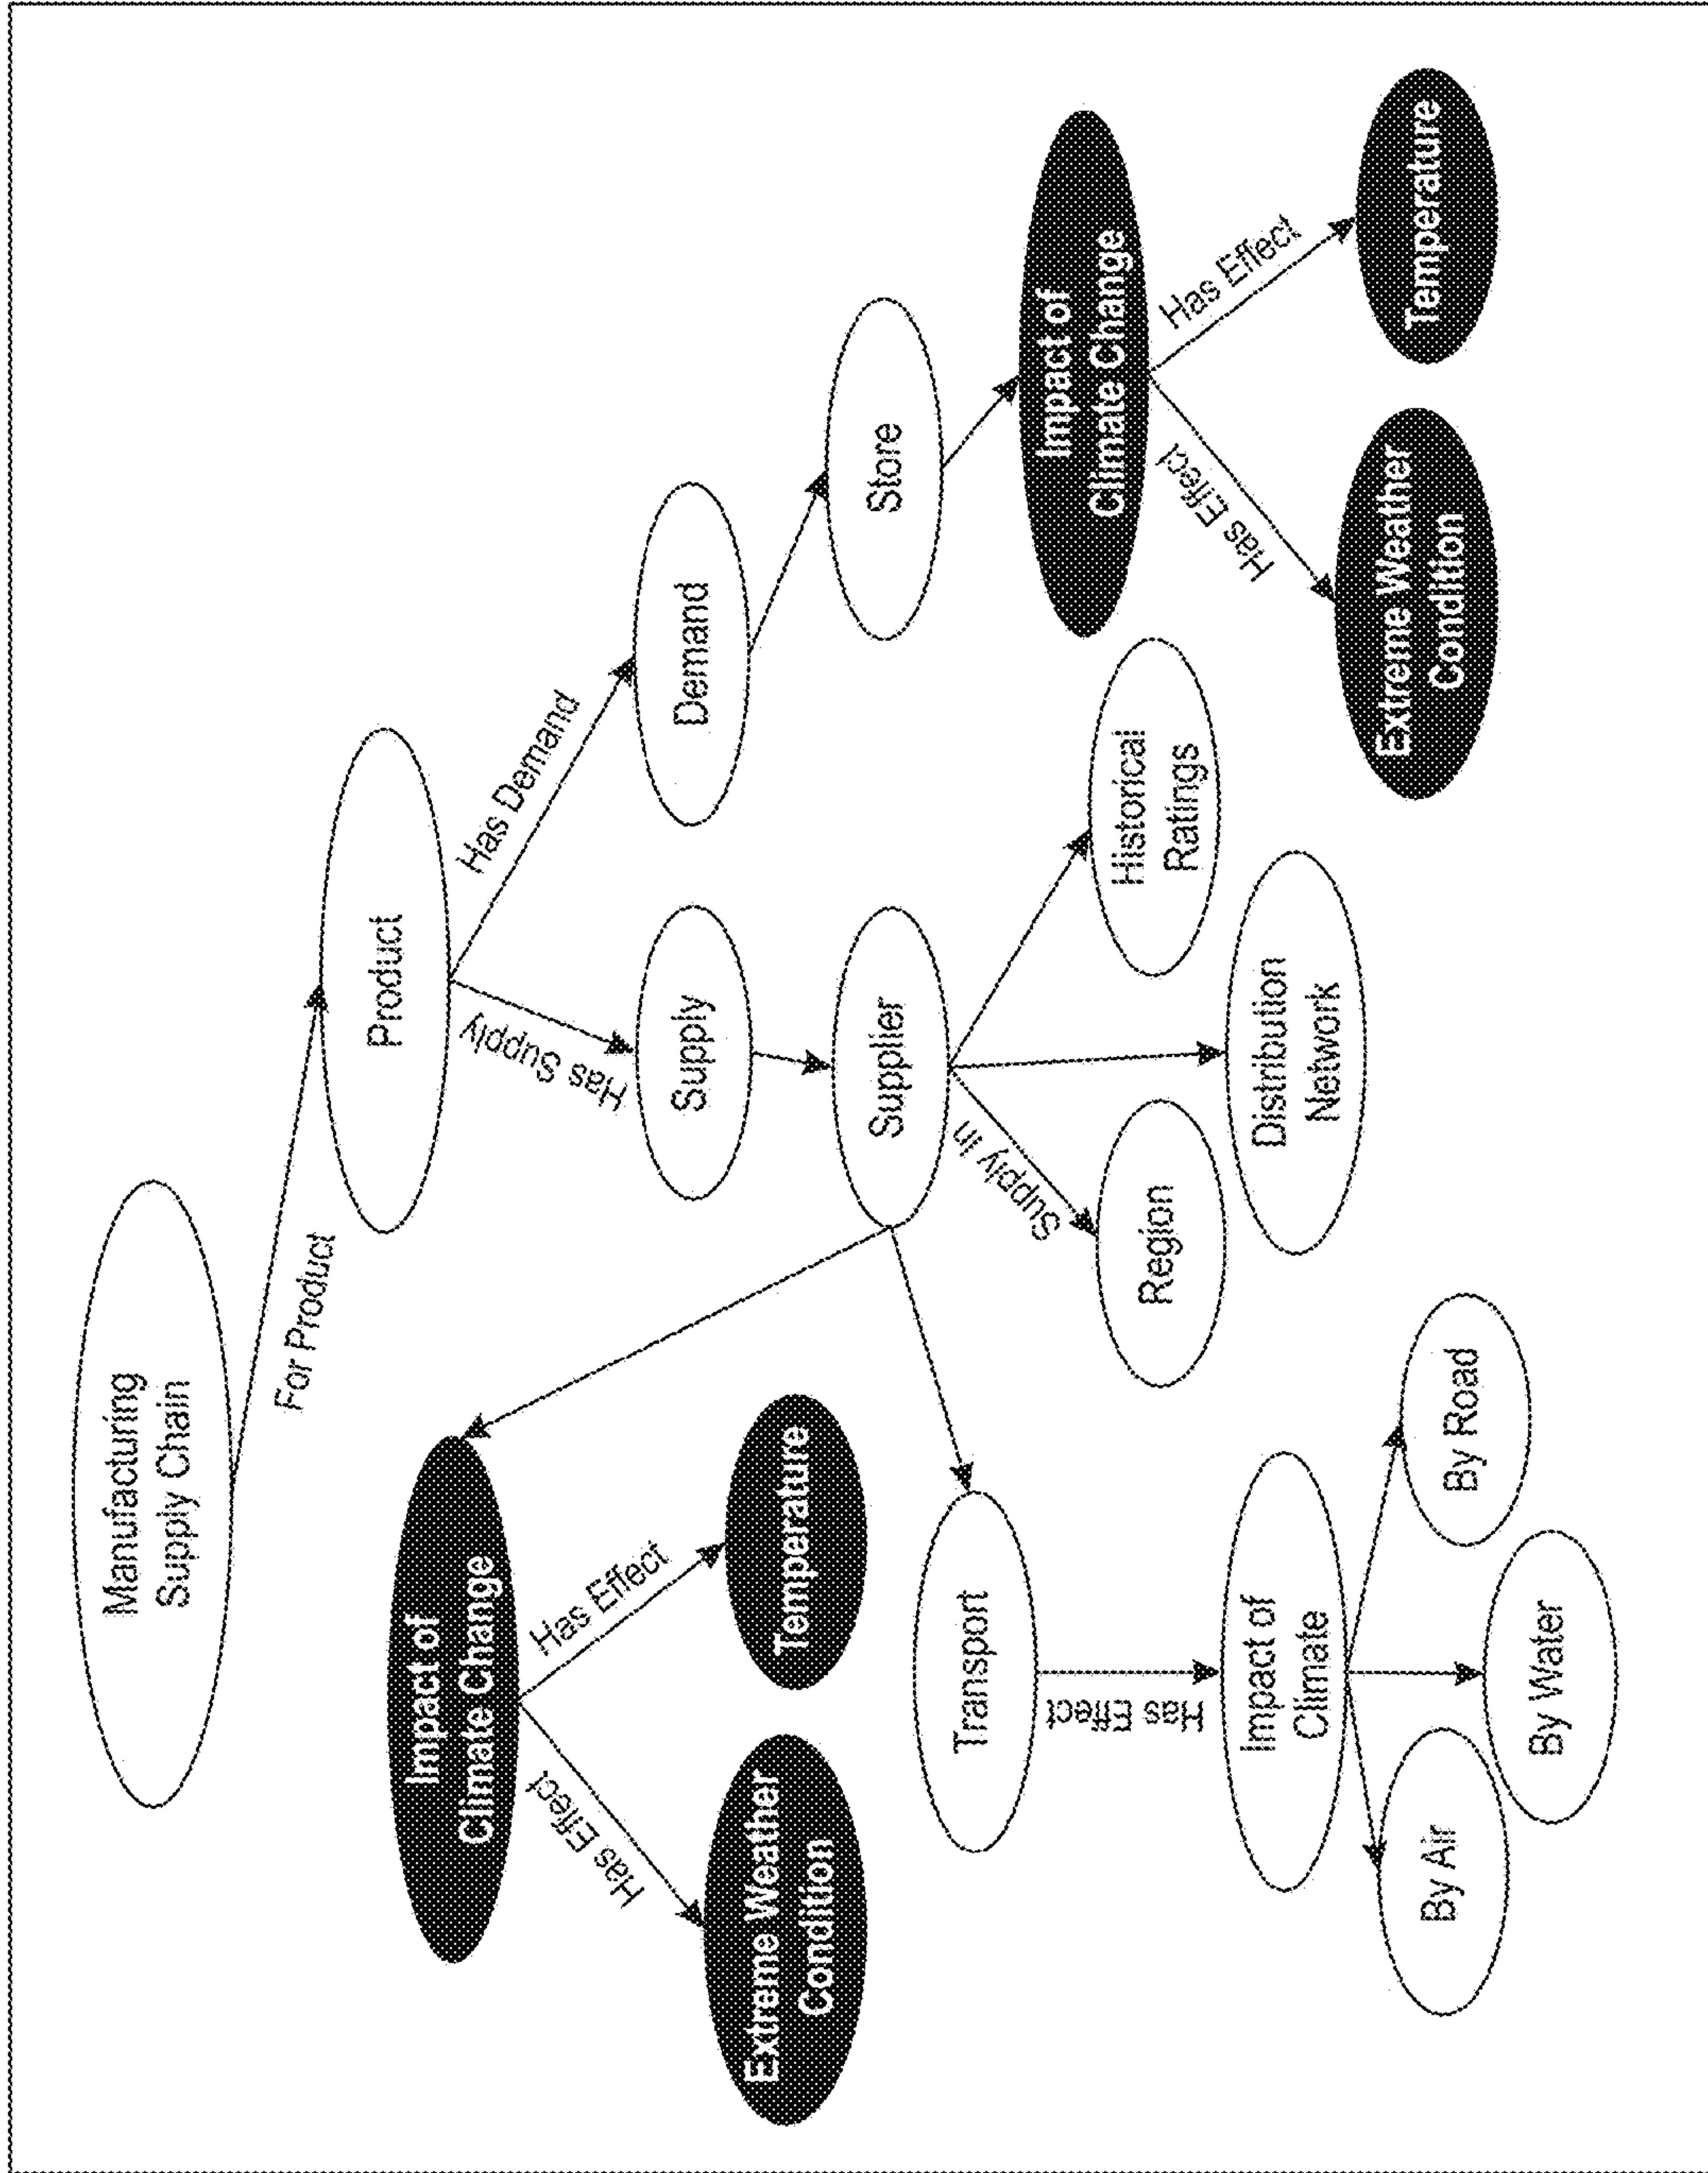 Manufacturing
Supply Chain
For Product
Product
Has Supply
Has Demand
Impact of
Climate Change
Has Effect
Has Effect
Extreme Weather
Condition
Temperature
Supply
Demand
Supplier
Store
Transport
Has Effect
Impact of
Climate
By Air
By Water
By Road
Supply in
Region
Distribution
Network
Historical
Ratings
Impact of
Climate Change
Has Effect
Has Effect
Extreme Weather
Condition
Temperature